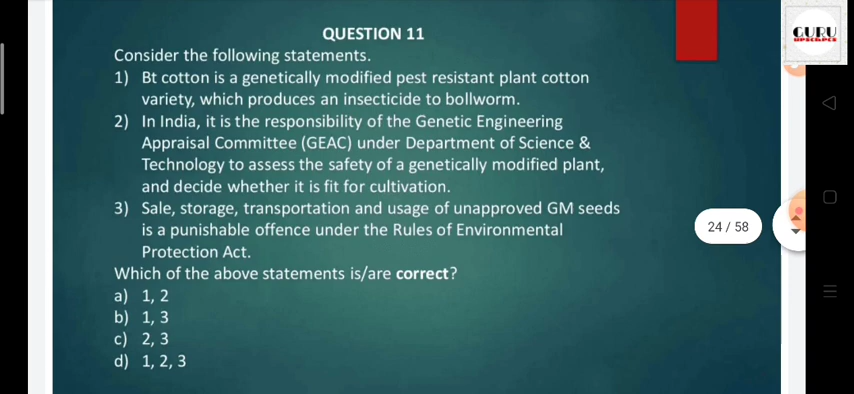 QUESTION 11
Consider the following statements.
1) Bt cotton is a genetically modified pest resistant plant cotton
variety, which produces an insecticide to bollworm.
2) In India, it is the responsibility of the Genetic Engineering
Appraisal Committee (GEAC) under Department of Science &
Technology to assess the safety of a genetically modified plant,
and decide whether it is fit for cultivation.
3) Sale, storage, transportation and usage of unapproved GM seeds
is a punishable offence under the Rules of Environmental
Protection Act.
Which of the above statements is/are correct?
a) 1, 2
b) 1, 3
c) 2, 3
d) 1, 2, 3
24 / 58
GURU